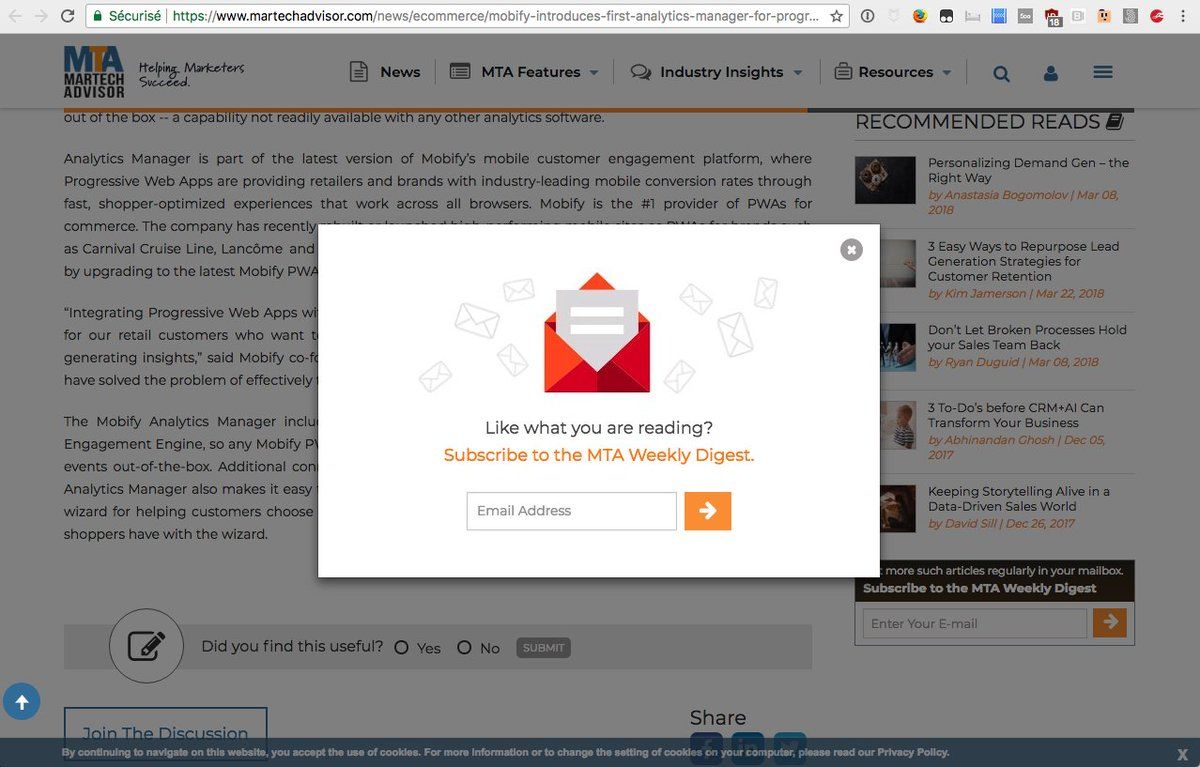 Sécurisé
https://www.martechadvisor.com/news/ecommerce/mobify-introduces-first-analytics-manager-for-progr...
18
MTA
MARTECH
ADVISOR
Helping Marketers
Succeed.
News
MTA Features
Industry Insights
Resources
out of the box -- a capability not readily available with any other analytics software.
Analytics Manager is part of the latest version of Mobify's mobile customer engagement platform, where
Progressive Web Apps are providing retailers and brands with industry-leading mobile conversion rates through
fast, shopper-optimized experiences that work across all browsers. Mobify is the #1 provider of PWAs for
commerce. The company has recently rebuilt or launched high-performing mobile sites as PWAs for brands such
as Carnival Cruise Line, Lancôme and
by upgrading to the latest Mobify PWA
"Integrating Progressive Web Apps wi
for our retail customers who want t
generating insights," said Mobify co-fo
have solved the problem of effectively
The Mobify Analytics Manager inclu
Engagement Engine, so any Mobify PW
events out-of-the-box. Additional con
Analytics Manager also makes it easy
wizard for helping customers choose
shoppers have with the wizard.
Like what you are reading?
Subscribe to the MTA Weekly Digest.
Email Address
RECOMMENDED READS
Personalizing Demand Gen – the
Right Way
by Anastasia Bogomolov | Mar 08,
2018
3 Easy Ways to Repurpose Lead
Generation Strategies for
Customer Retention
by Kim Jamerson | Mar 22, 2018
Don't Let Broken Processes Hold
your Sales Team Back
by Ryan Duguid | Mar 08, 2018
3 To-Do's before CRM+AI Can
Transform Your Business
by Abhinandan Ghosh | Dec 05,
2017
Keeping Storytelling Alive in a
Data-Driven Sales World
by David Sill | Dec 26, 2017
more such articles regularly in your mailbox.
Subscribe to the MTA Weekly Digest
Enter Your E-mail
Did you find this useful?
Yes
No
SUBMIT
Join The Discussion
Share
By continuing to navigate on this website, you accept the use of cookies. For more information or to change the setting of cookies on your computer, please read our Privacy Policy.
X